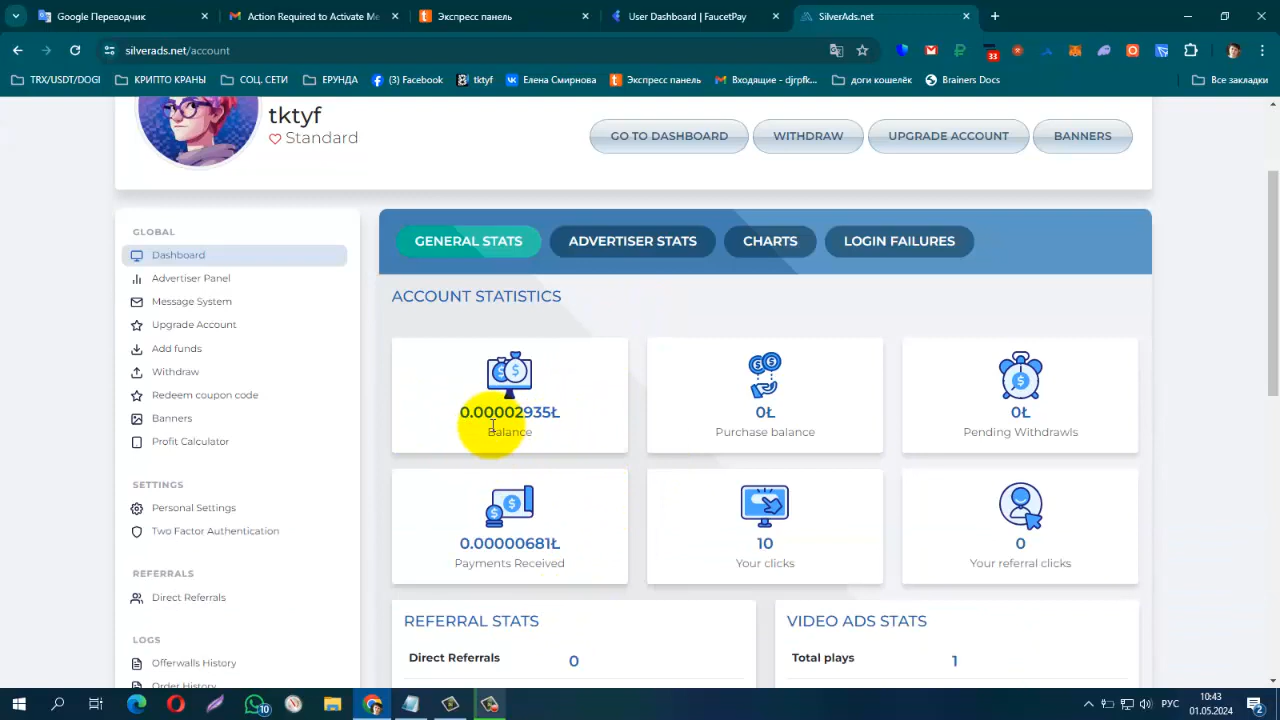 Google Переводчик
Action Required to Activate Me
Экспресс панель
User Dashboard | FaucetPay
SilverAds.net
silverads.net/account
33
TRX/USDT/DOGI
КРИПТО КРАНЫ
СОЦ. СЕТИ
ЕРУНДА
(3) Facebook
tktyf
Елена Смирнова
Экспресс панель
Входящие - djrpfk...
доги кошелёк
Brainers Docs
Все закладки
tktyf
Standard
GO TO DASHBOARD
WITHDRAW
UPGRADE ACCOUNT
BANNERS
GLOBAL
Dashboard
Advertiser Panel
Message System
Upgrade Account
Add funds
Withdraw
Redeem coupon code
Banners
Profit Calculator
SETTINGS
Personal Settings
Two Factor Authentication
REFERRALS
Direct Referrals
LOGS
Offerwalls History
Order History
GENERAL STATS
ADVERTISER STATS
CHARTS
LOGIN FAILURES
ACCOUNT STATISTICS
0.00002935Ł
Balance
0Ł
Purchase balance
0Ł
Pending Withdrawls
0.00000681Ł
Payments Received
10
Your clicks
0
Your referral clicks
REFERRAL STATS
Direct Referrals
0
VIDEO ADS STATS
Total plays
1
10
РУС
10:43
01.05.2024
2